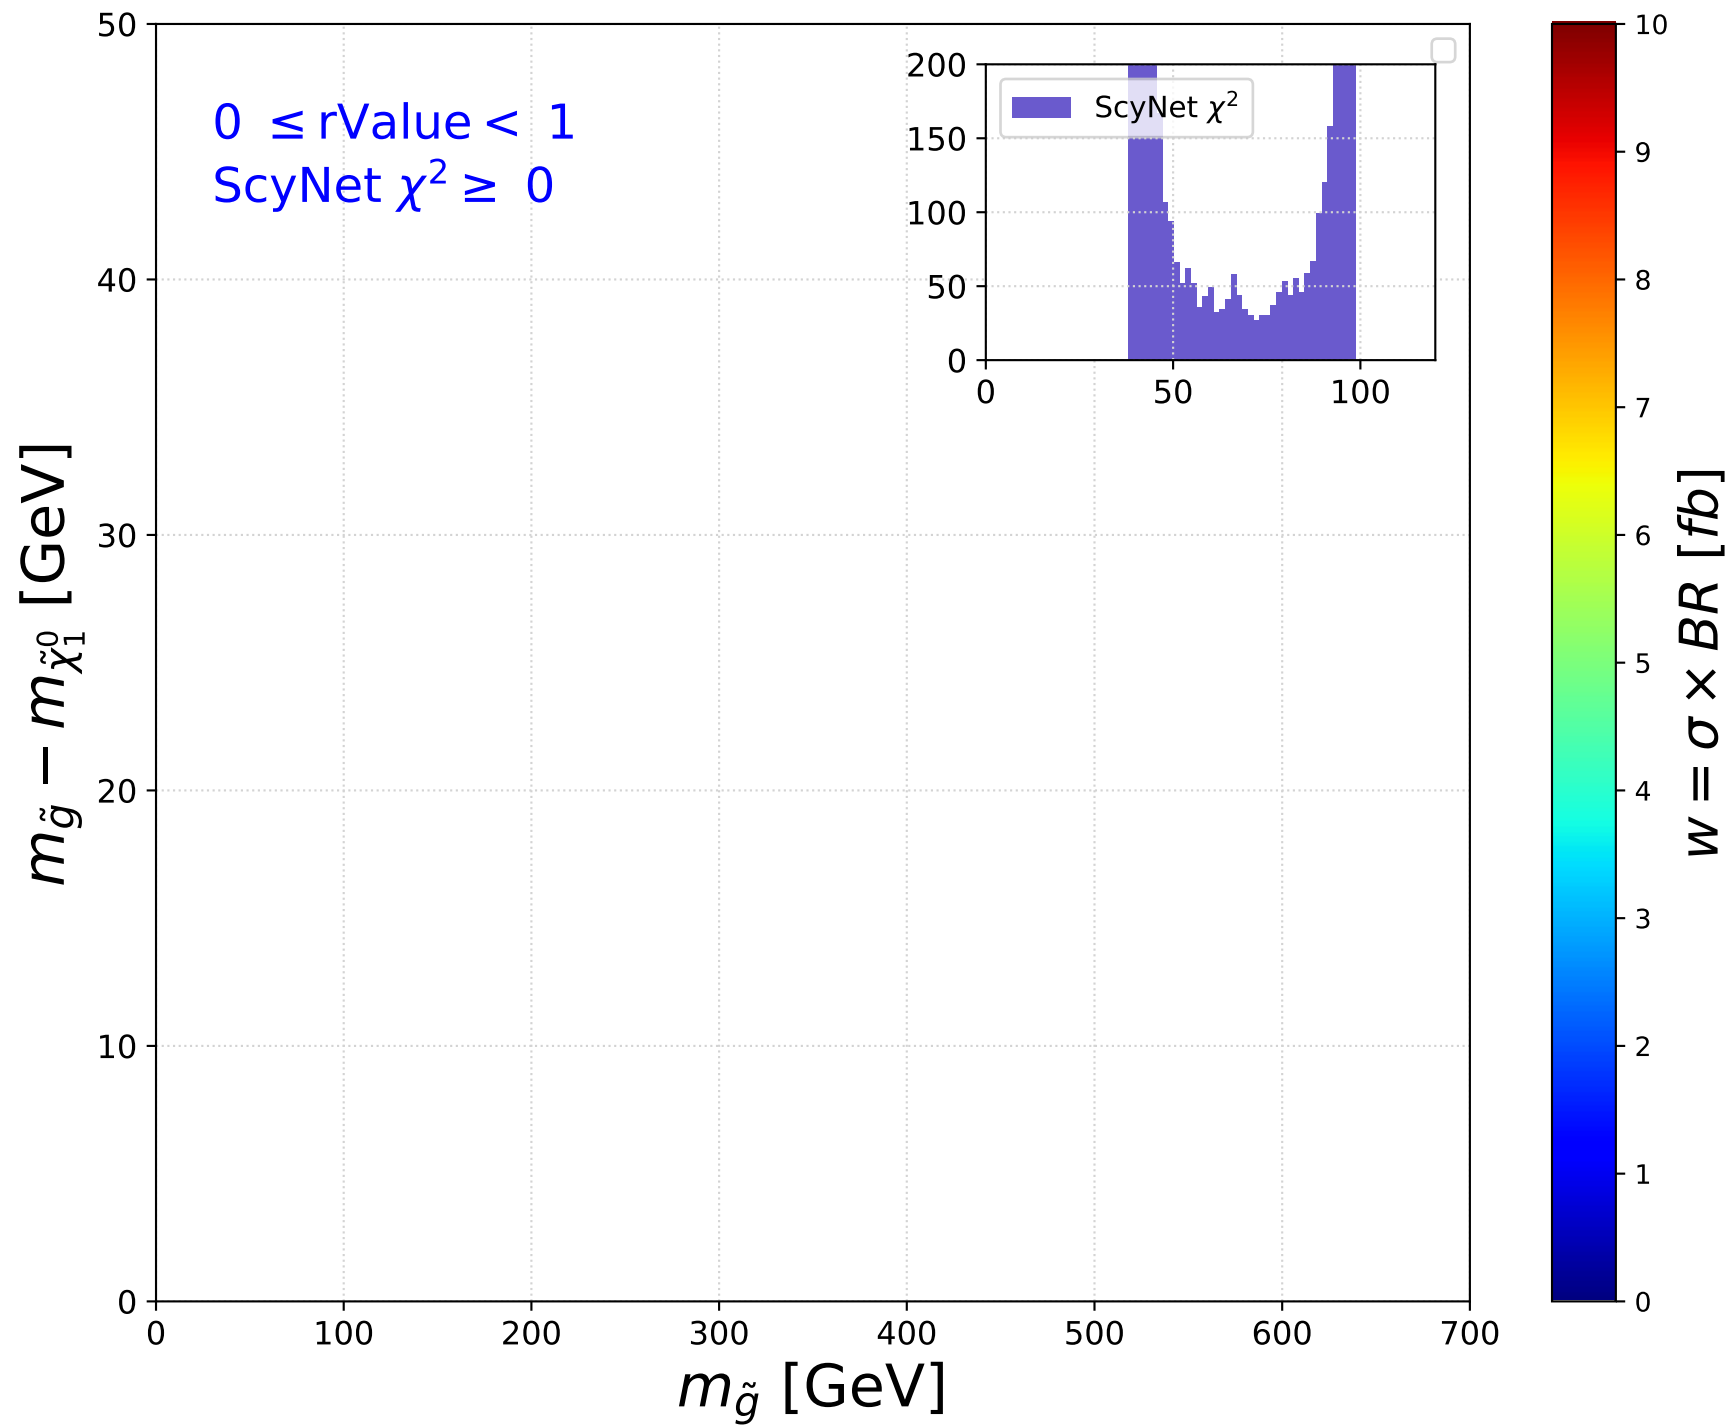 0 ≤ rValue < 1
ScyNet χ² ≥ 0
50
40
30
20
10
0
0 100 200 300 400 500 600 700
m_g̃ [GeV]
m_g̃ − m_χ̃₁⁰ [GeV]
ScyNet χ²
200
150
100
50
0
0 50 100
10
9
8
7
6
5
4
3
2
1
0
w = σ × BR [fb]